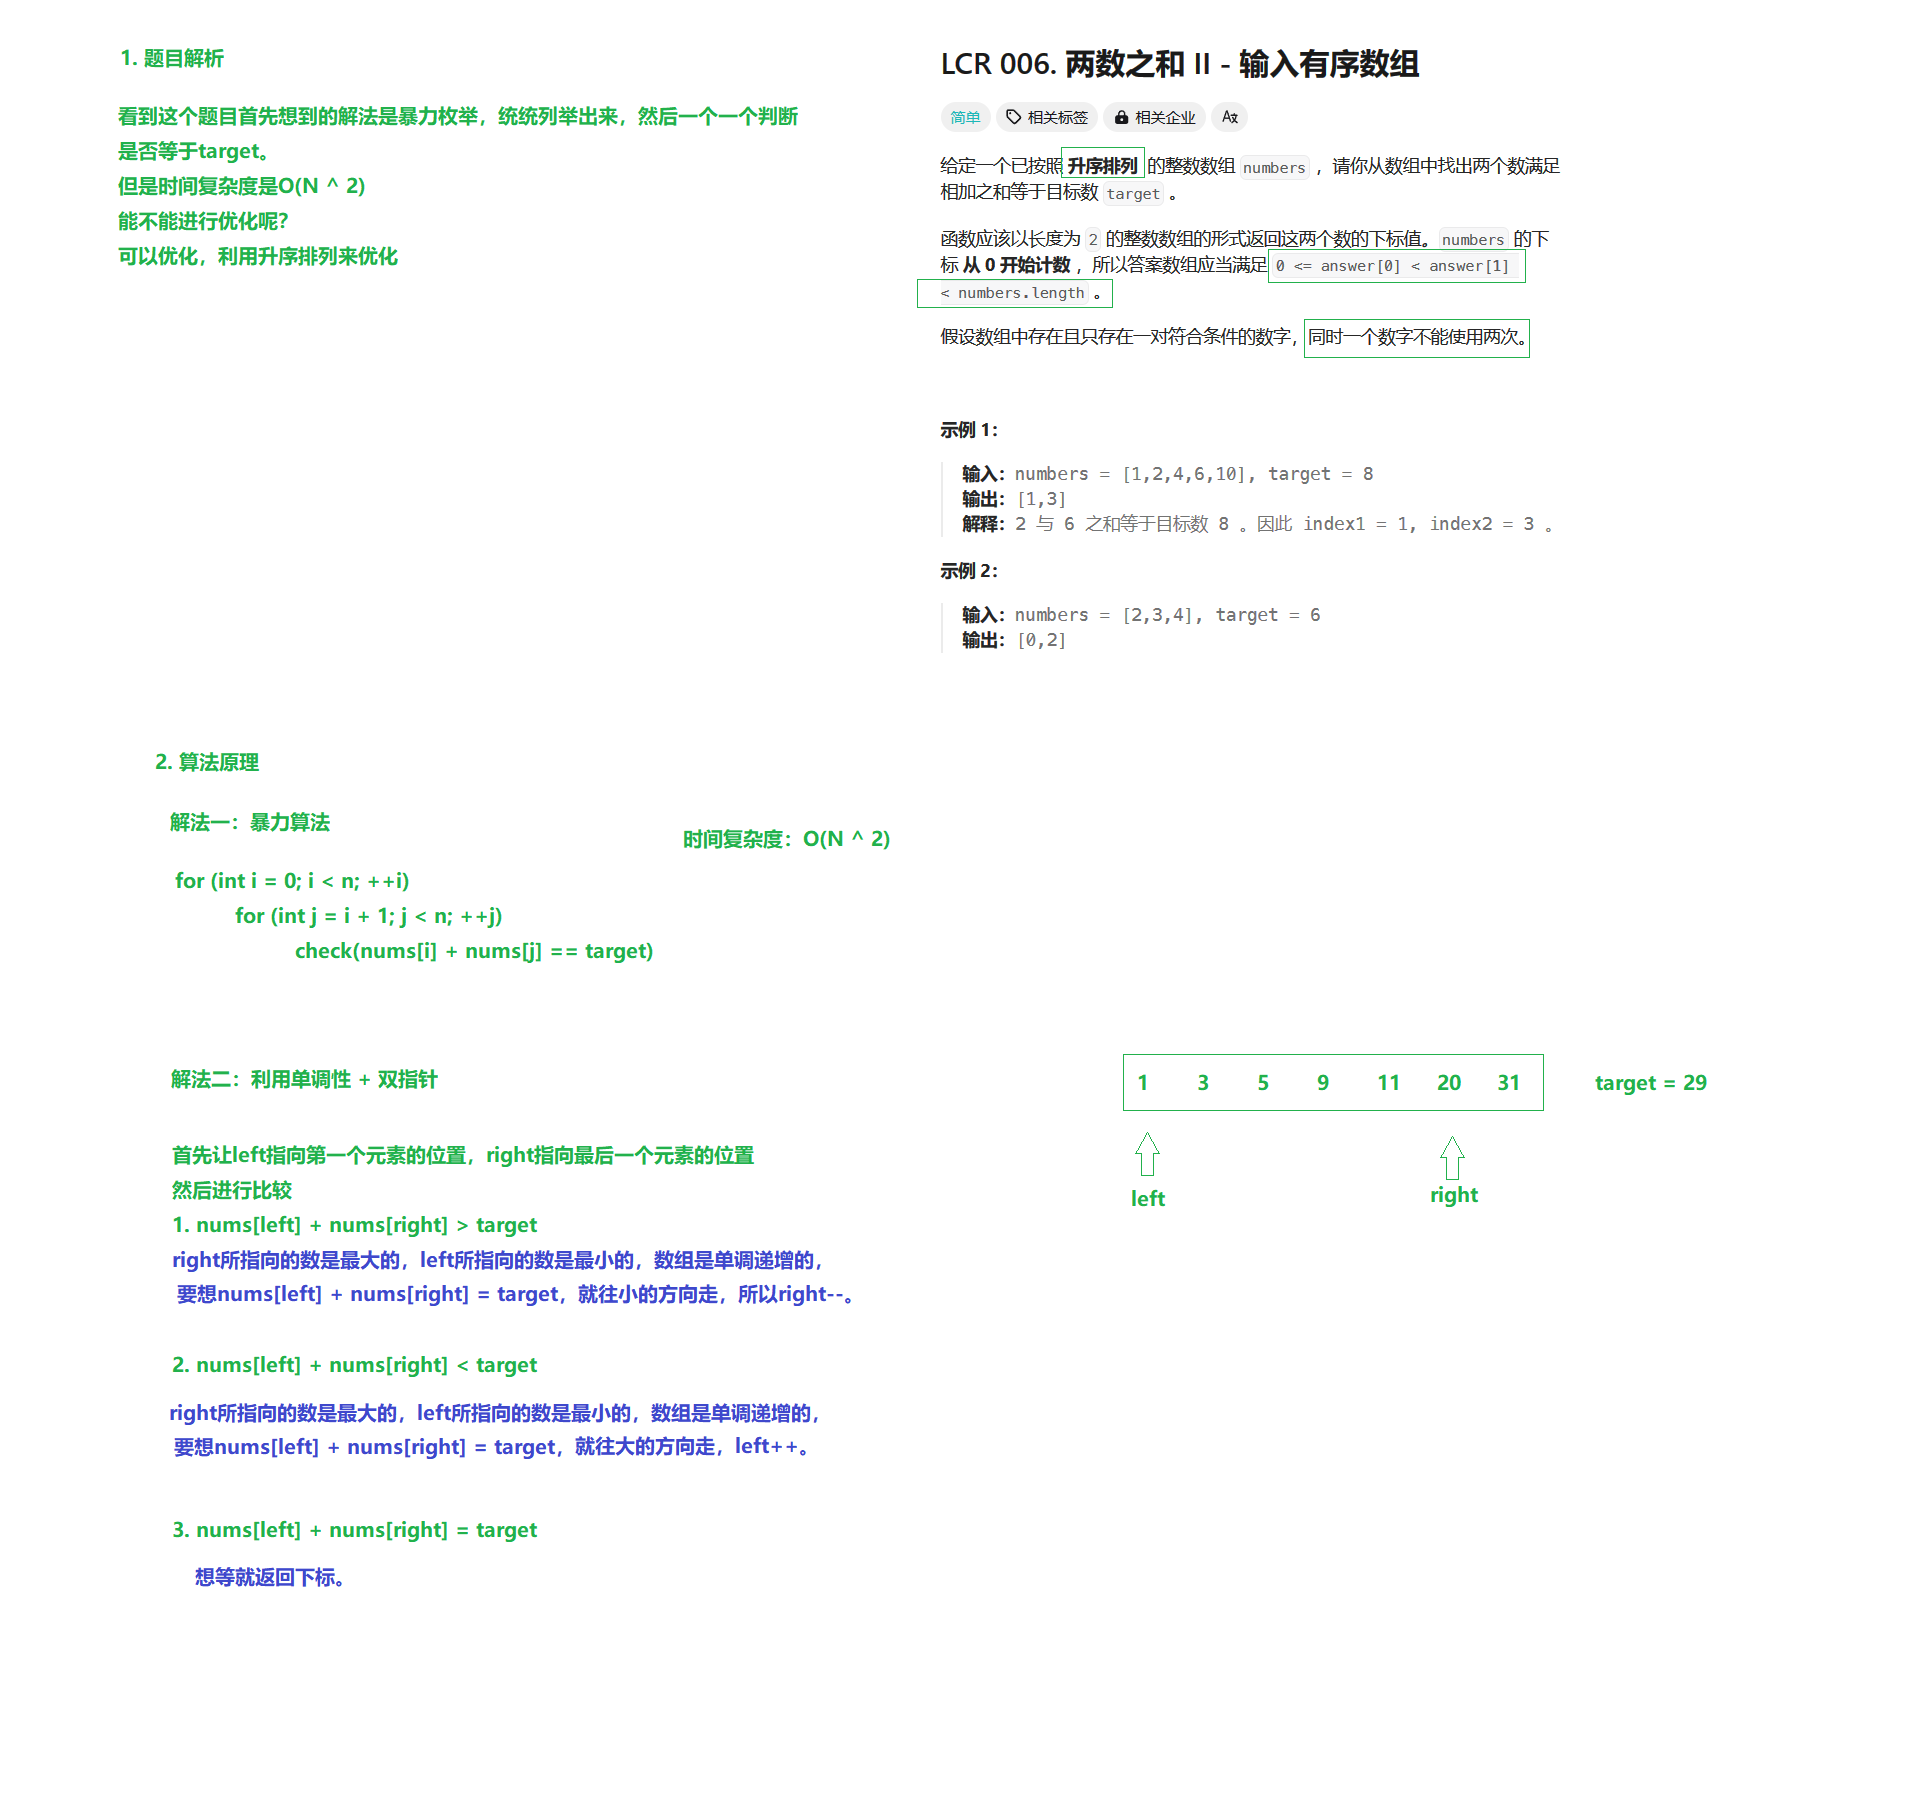 1. 题目解析
看到这个题目首先想到的解法是暴力枚举，统统列举出来，然后一个一个判断
是否等于target。
但是时间复杂度是O(N ^ 2)
能不能进行优化呢？
可以优化，利用升序排列来优化
LCR 006. 两数之和 II - 输入有序数组
简单 相关标签 相关企业
给定一个已按照 升序排列 的整数数组 numbers ，请你从数组中找出两个数满足
相加之和等于目标数 target 。
函数应该以长度为 2 的整数数组的形式返回这两个数的下标值。numbers 的下
标 从 0 开始计数 ，所以答案数组应当满足 0 <= answer[0] < answer[1]
< numbers.length 。
假设数组中存在且只存在一对符合条件的数字，同时一个数字不能使用两次。
示例 1：
输入：numbers = [1,2,4,6,10], target = 8
输出：[1,3]
解释：2 与 6 之和等于目标数 8 。因此 index1 = 1, index2 = 3 。
示例 2：
输入：numbers = [2,3,4], target = 6
输出：[0,2]
2. 算法原理
解法一：暴力算法
时间复杂度：O(N ^ 2)
for (int i = 0; i < n; ++i)
for (int j = i + 1; j < n; ++j)
check(nums[i] + nums[j] == target)
解法二：利用单调性 + 双指针
首先让left指向第一个元素的位置，right指向最后一个元素的位置
然后进行比较
1. nums[left] + nums[right] > target
right所指向的数是最大的，left所指向的数是最小的，数组是单调递增的，
要想nums[left] + nums[right] = target，就往小的方向走，所以right--。
2. nums[left] + nums[right] < target
right所指向的数是最大的，left所指向的数是最小的，数组是单调递增的，
要想nums[left] + nums[right] = target，就往大的方向走，left++。
3. nums[left] + nums[right] = target
想等就返回下标。
1 3 5 9 11 20 31
target = 29
left
right